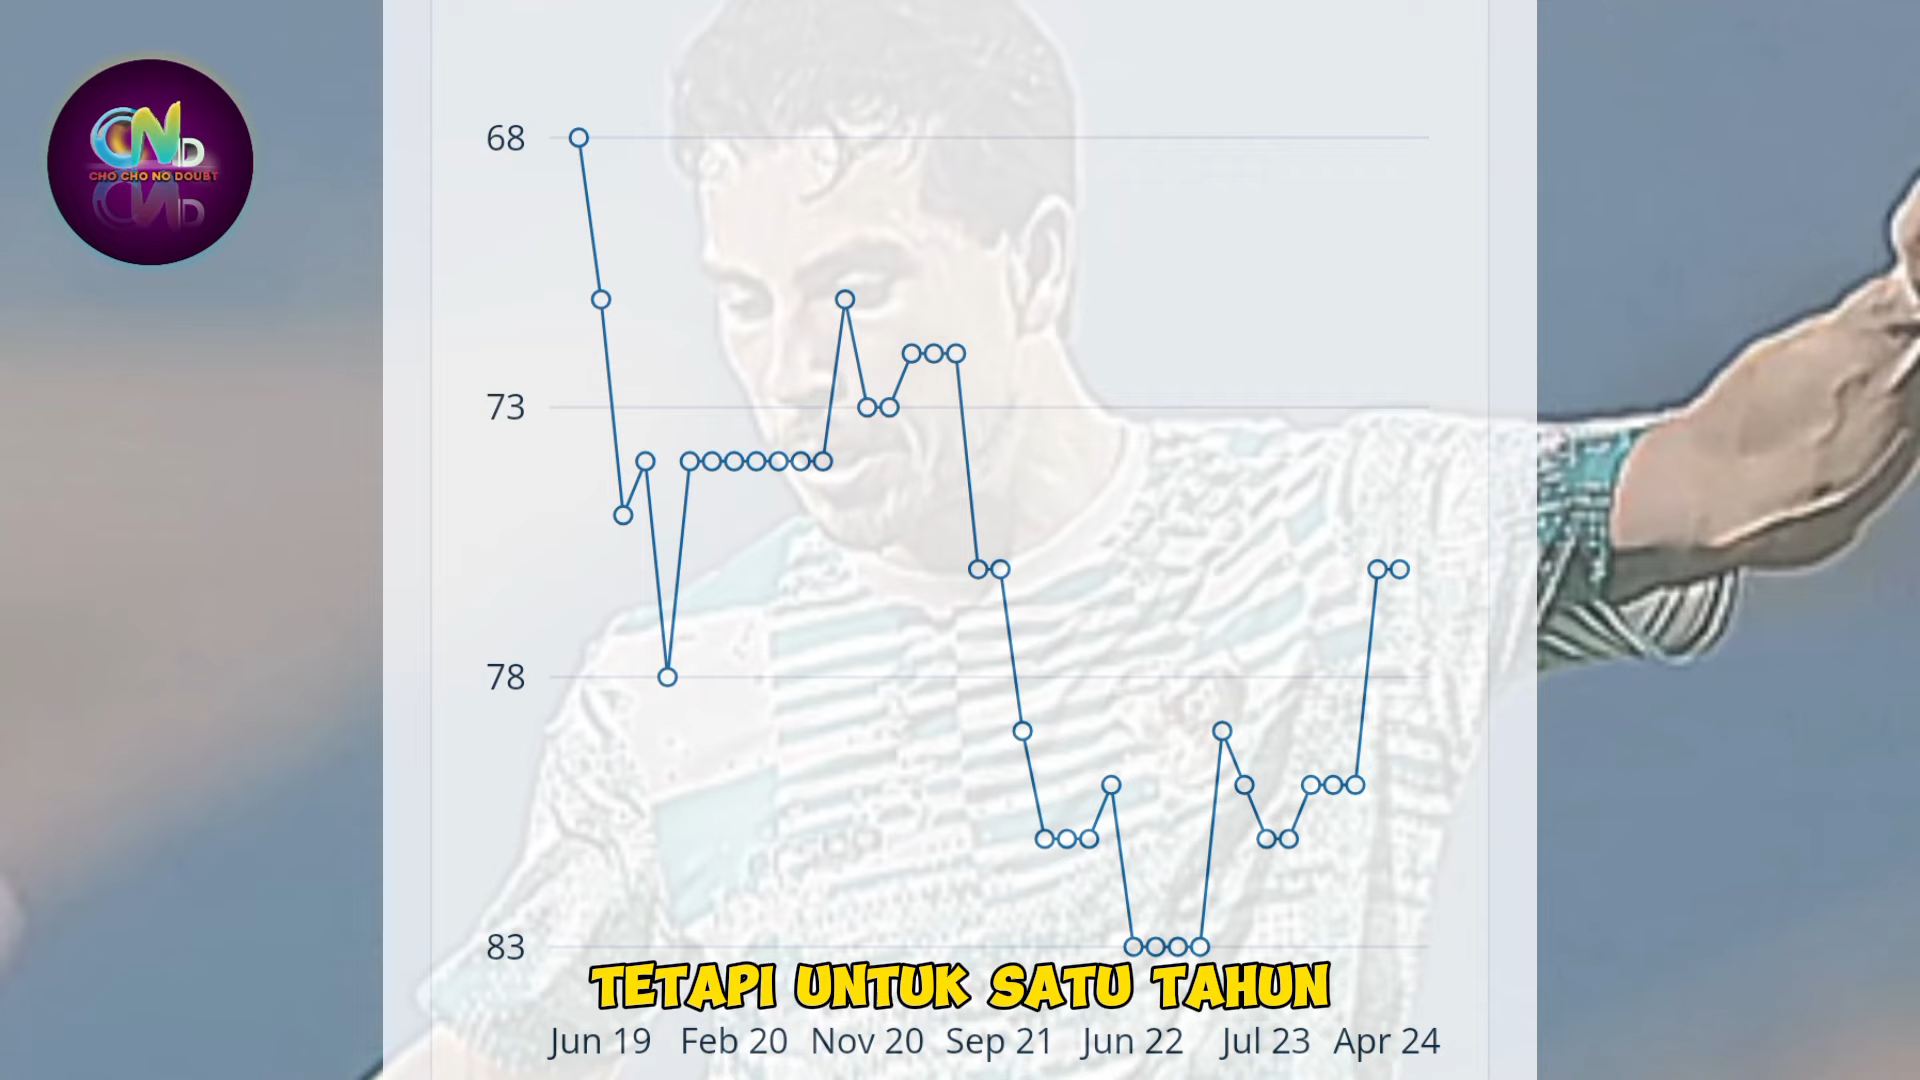 CND
CHO CHO NO DOUBT
68
73
78
83
TETAPI UNTUK SATU TAHUN
Jun 19 Feb 20 Nov 20 Sep 21 Jun 22 Jul 23 Apr 24